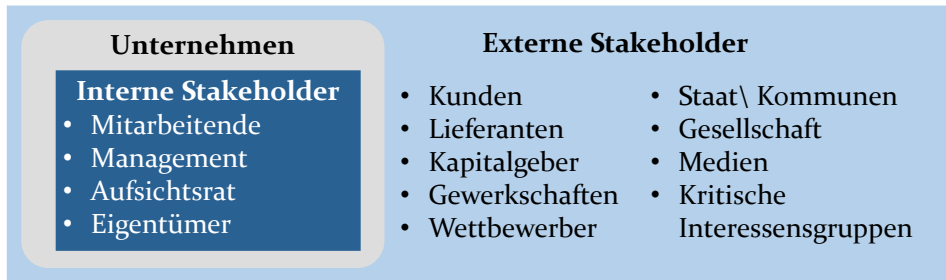 Unternehmen
Interne Stakeholder
• Mitarbeitende
• Management
• Aufsichtsrat
• Eigentümer
Externe Stakeholder
• Kunden
• Lieferanten
• Kapitalgeber
• Gewerkschaften
• Wettbewerber
• Staat\ Kommunen
• Gesellschaft
• Medien
• Kritische
Interessensgruppen